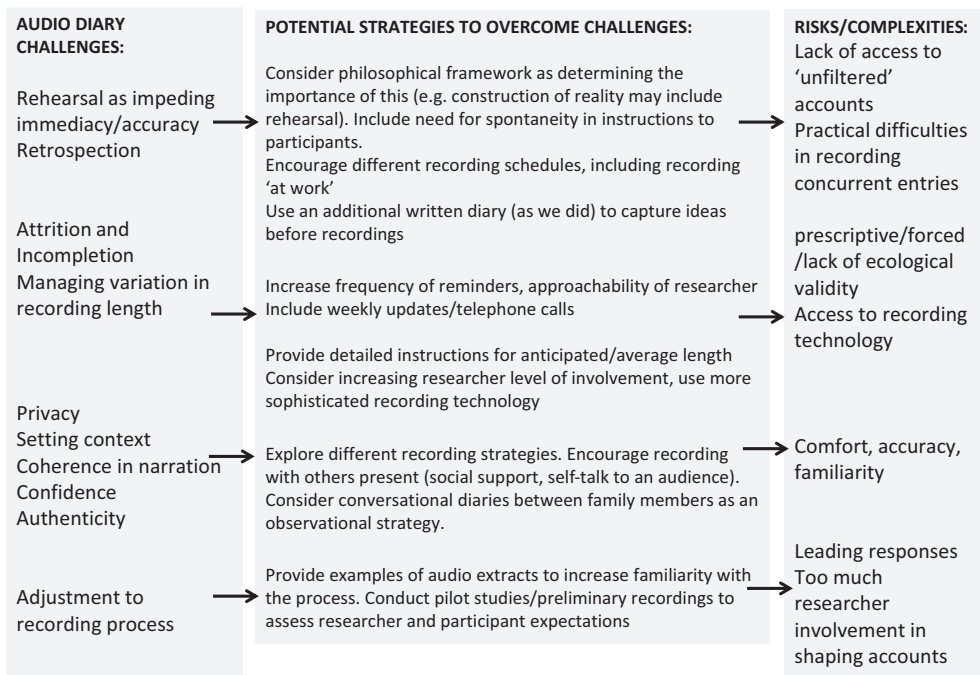 AUDIO DIARY
CHALLENGES:
Rehearsal as impeding
immediacy/accuracy
Retrospection
Attrition and
Incompletion
Managing variation in
recording length
Privacy
Setting context
Coherence in narration
Confidence
Authenticity
Adjustment to
recording process
POTENTIAL STRATEGIES TO OVERCOME CHALLENGES:
Consider philosophical framework as determining the
importance of this (e.g. construction of reality may include
rehearsal). Include need for spontaneity in instructions to
participants.
Encourage different recording schedules, including recording
‘at work’
Use an additional written diary (as we did) to capture ideas
before recordings
Increase frequency of reminders, approachability of researcher
Include weekly updates/telephone calls
Provide detailed instructions for anticipated/average length
Consider increasing researcher level of involvement, use more
sophisticated recording technology
Explore different recording strategies. Encourage recording
with others present (social support, self-talk to an audience).
Consider conversational diaries between family members as an
observational strategy.
Provide examples of audio extracts to increase familiarity with
the process. Conduct pilot studies/preliminary recordings to
assess researcher and participant expectations
RISKS/COMPLEXITIES:
Lack of access to
‘unfiltered’
accounts
Practical difficulties
in recording
concurrent entries
prescriptive/forced
/lack of ecological
validity
Access to recording
technology
Comfort, accuracy,
familiarity
Leading responses
Too much
researcher
involvement in
shaping accounts